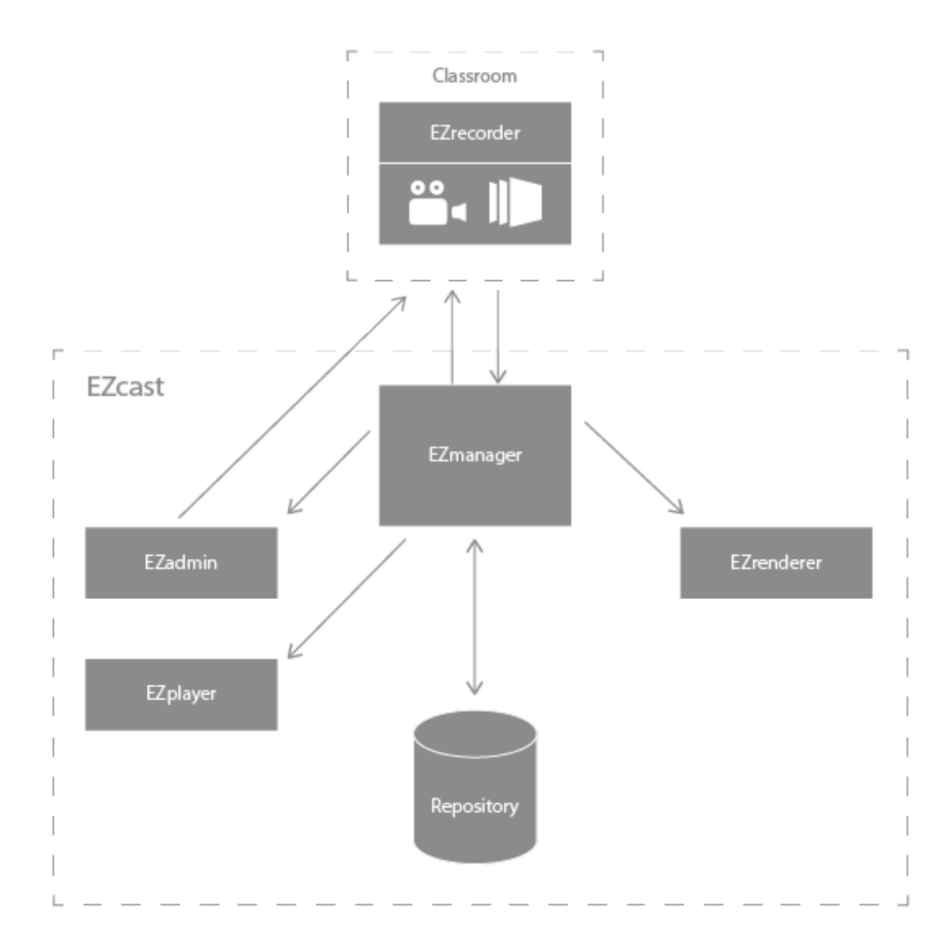 Classroom
EZrecorder
EZcast
EZmanager
EZadmin
EZrenderer
EZplayer
Repository